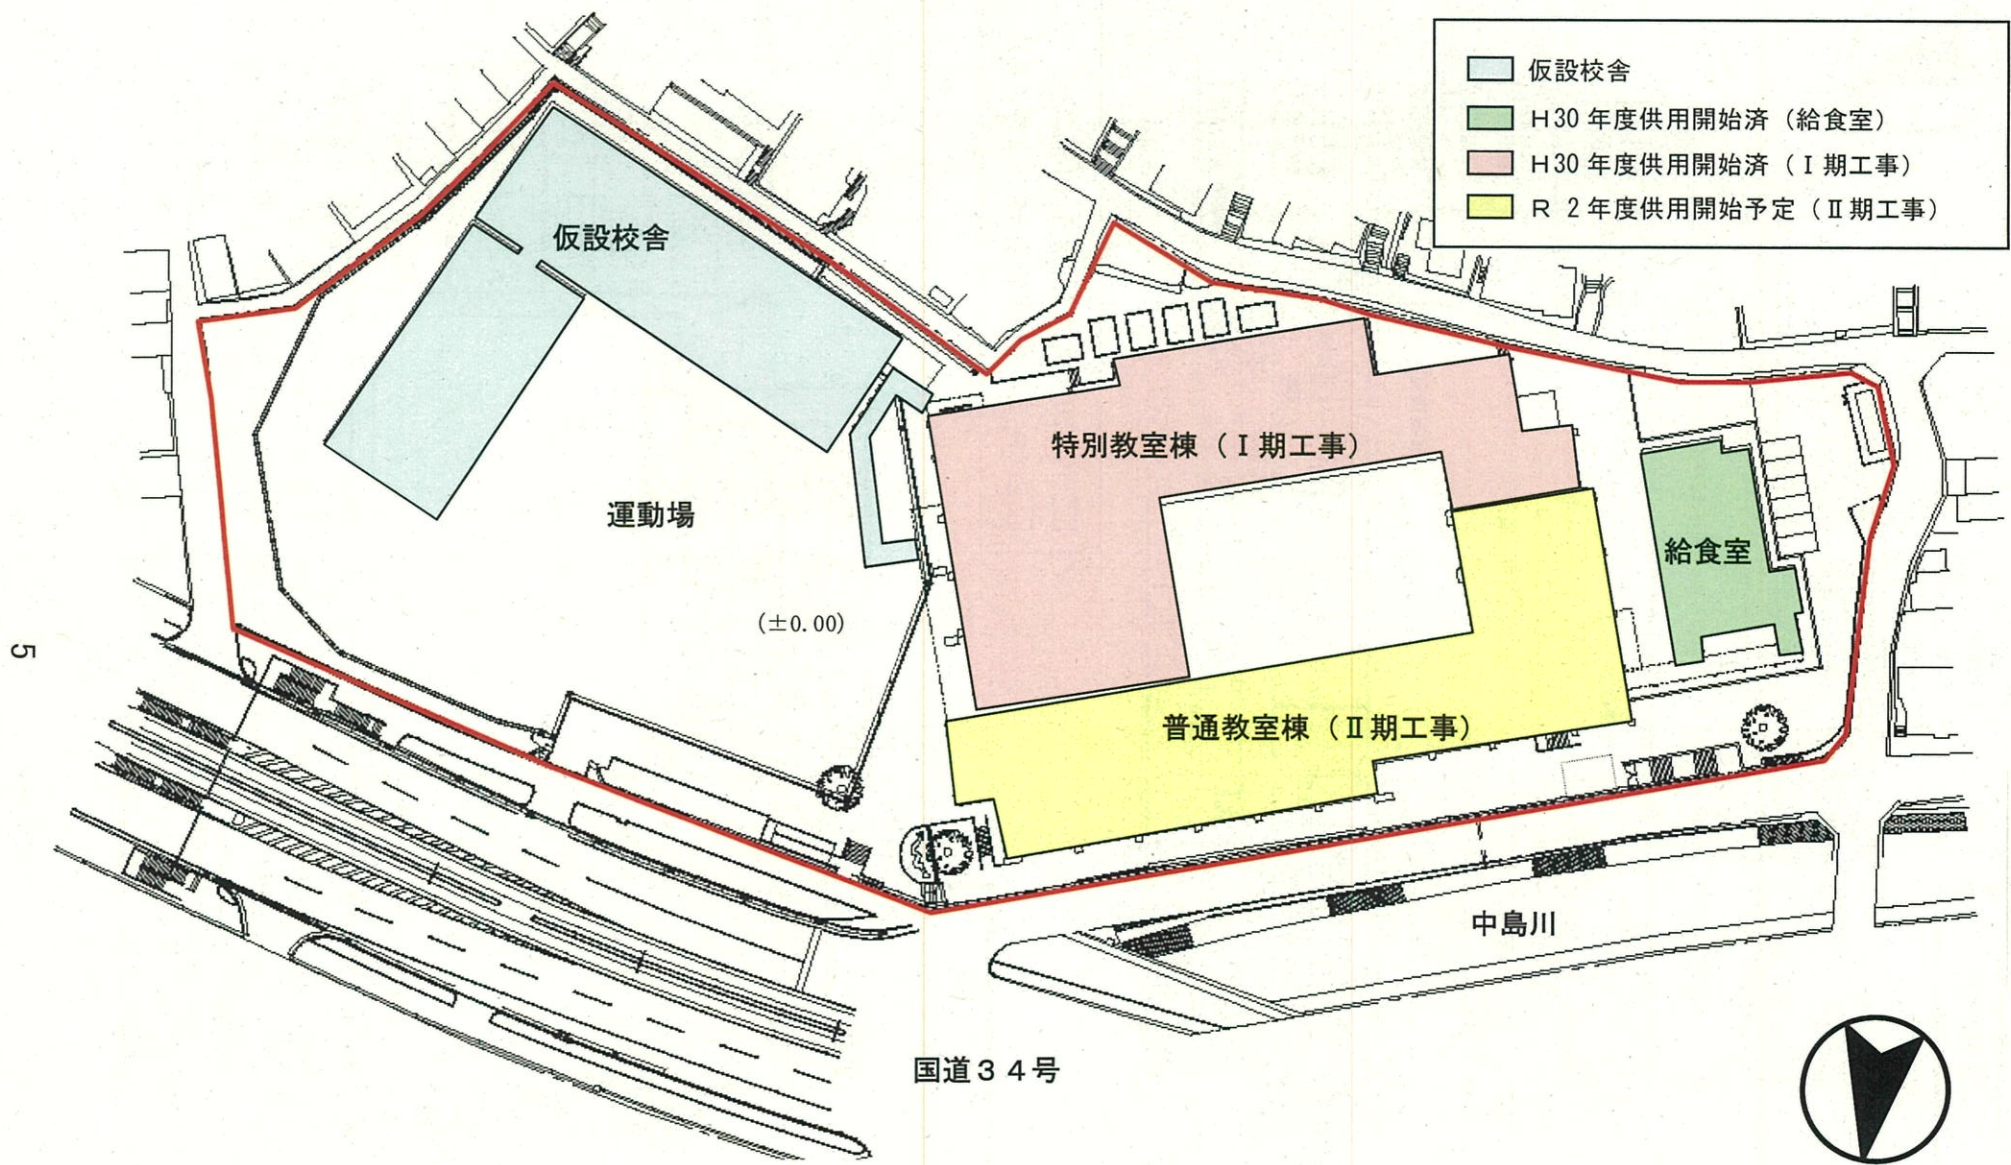 仮設校舎
H30 年度供用開始済（給食室）
H30 年度供用開始済（Ⅰ期工事）
R 2年度供用開始予定（Ⅱ期工事）
仮設校舎
特別教室棟（Ⅰ期工事）
運動場
給食室
(±0.00)
普通教室棟（Ⅱ期工事）
中島川
国道３４号
5